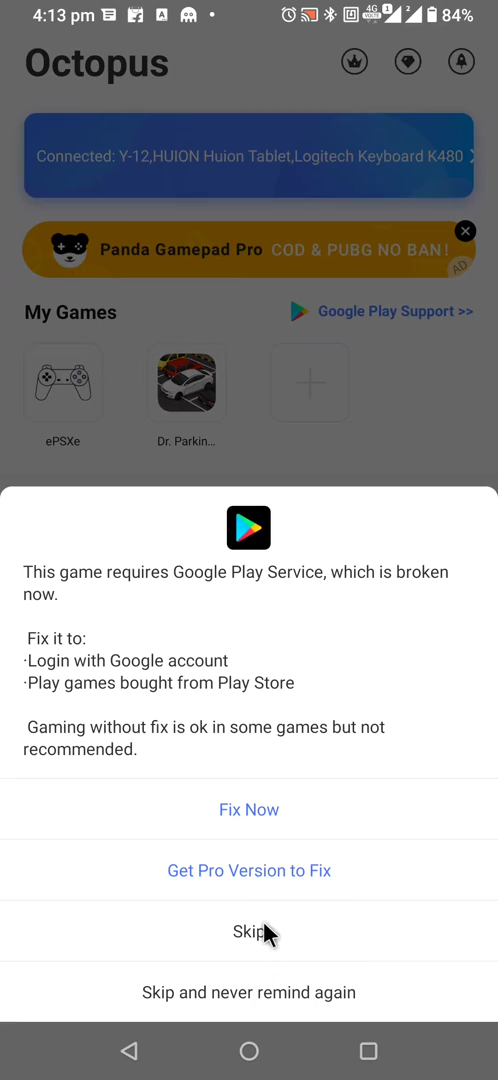 4:13 pm
4G
VOLTE
1
2
84%
Octopus
Connected: Y-12,HUION Huion Tablet,Logitech Keyboard K480
Panda Gamepad Pro COD & PUBG NO BAN!
AD
My Games
Google Play Support >>
ePSXe
Dr. Parkin...
This game requires Google Play Service, which is broken
now.
Fix it to:
·Login with Google account
·Play games bought from Play Store
Gaming without fix is ok in some games but not
recommended.
Fix Now
Get Pro Version to Fix
Skip
Skip and never remind again